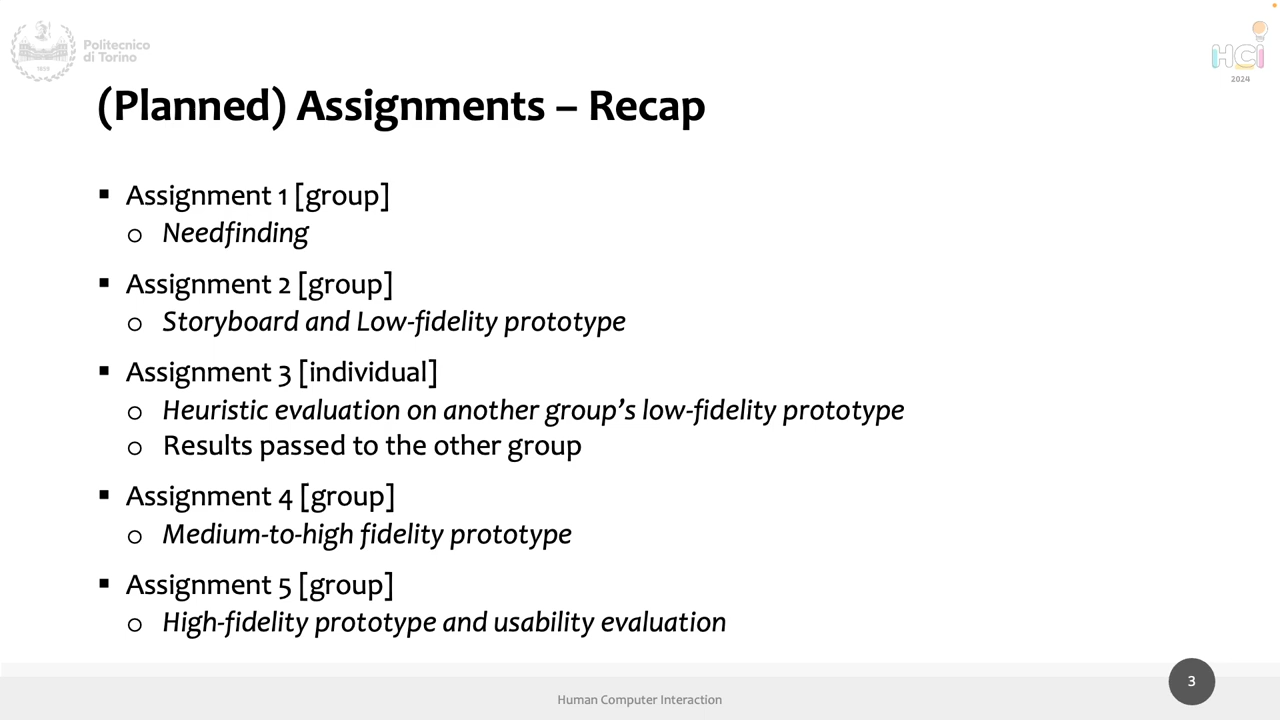 Politecnico
di Torino
1859
HCI
2024
(Planned) Assignments – Recap
▪ Assignment 1 [group]
o Needfinding
▪ Assignment 2 [group]
o Storyboard and Low-fidelity prototype
▪ Assignment 3 [individual]
o Heuristic evaluation on another group’s low-fidelity prototype
o Results passed to the other group
▪ Assignment 4 [group]
o Medium-to-high fidelity prototype
▪ Assignment 5 [group]
o High-fidelity prototype and usability evaluation
Human Computer Interaction
3